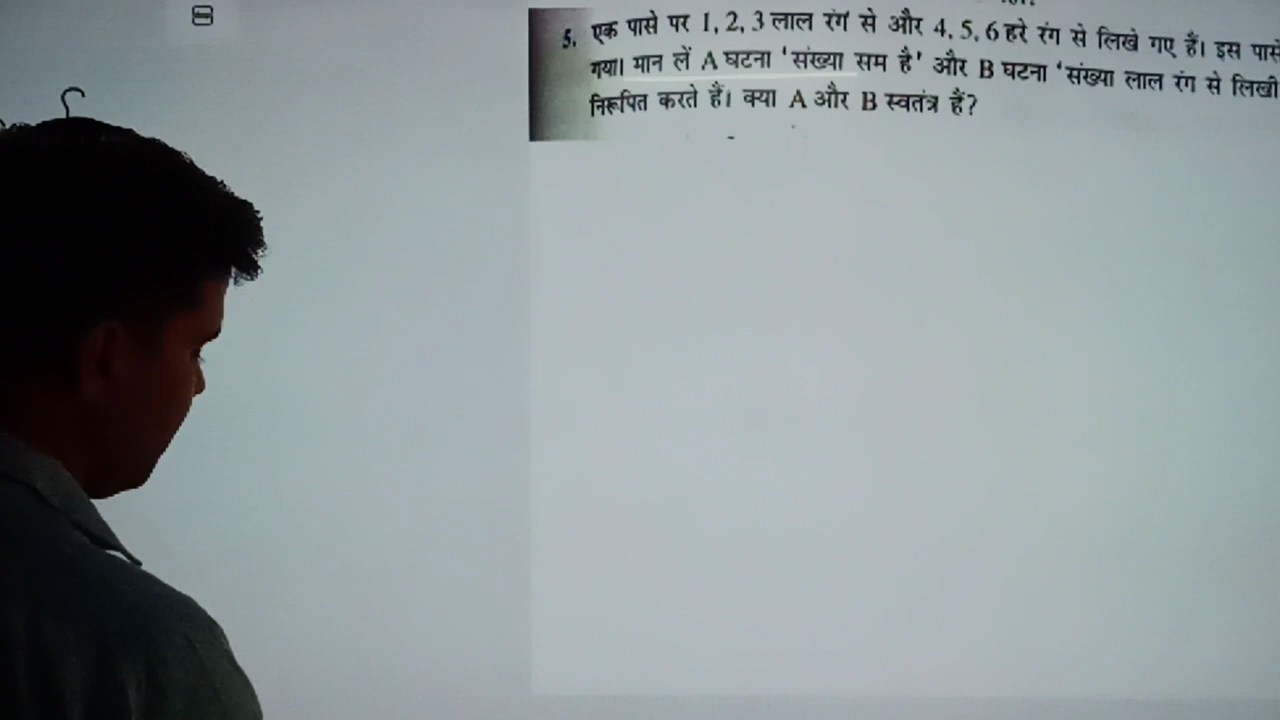 5. एक पासे पर 1, 2, 3 लाल रंग से और 4, 5, 6 हरे रंग से लिखे गए हैं। इस पासे
गया। मान लें A घटना 'संख्या सम है' और B घटना 'संख्या लाल रंग से लिखी
निरूपित करते हैं। क्या A और B स्वतंत्र हैं?